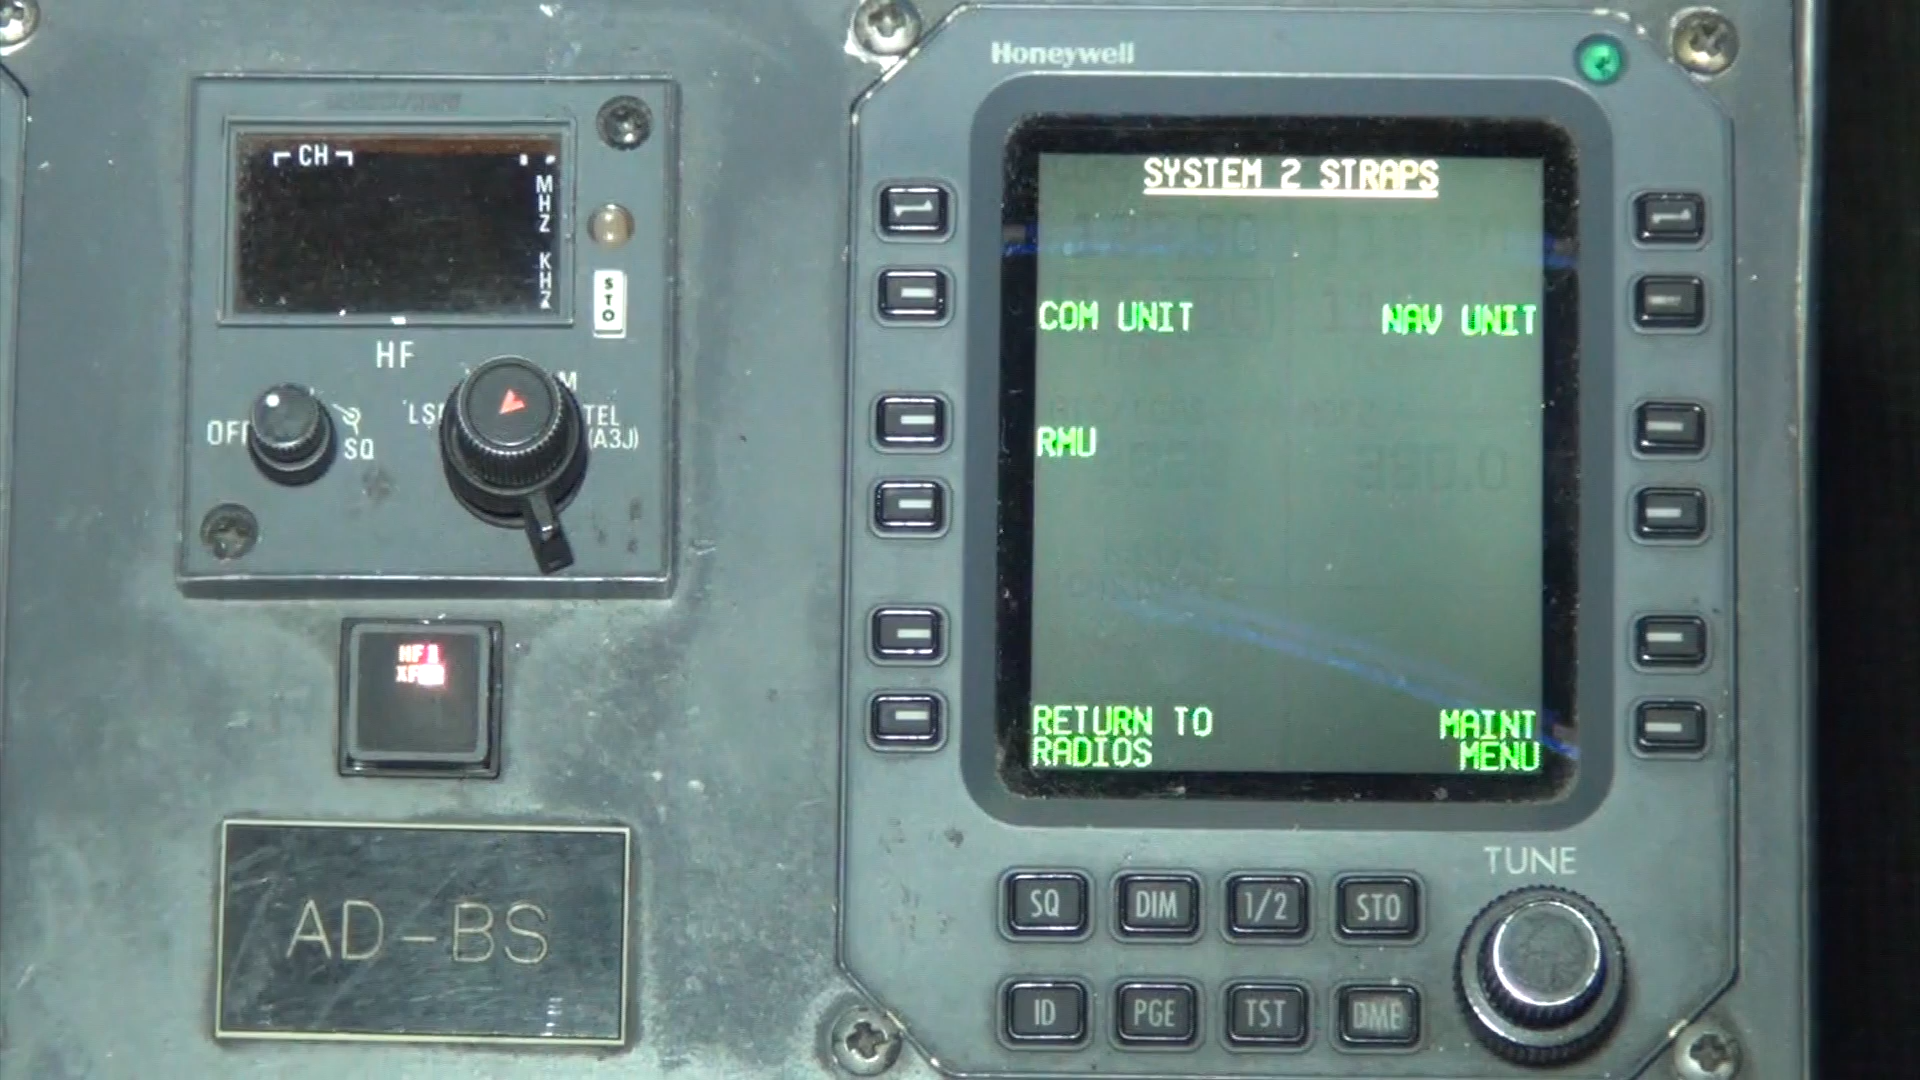 Honeywell
CH
MHZ KHZ
STO
HF
OFF
SQ
LSB
M
TEL
(A3J)
HF 1
AD-BS
SYSTEM 2 STRAPS
COM UNIT
NAV UNIT
RMU
RETURN TO
RADIOS
MAINT
MENU
TUNE
SQ
DIM
1/2
STO
ID
PGE
TST
DME